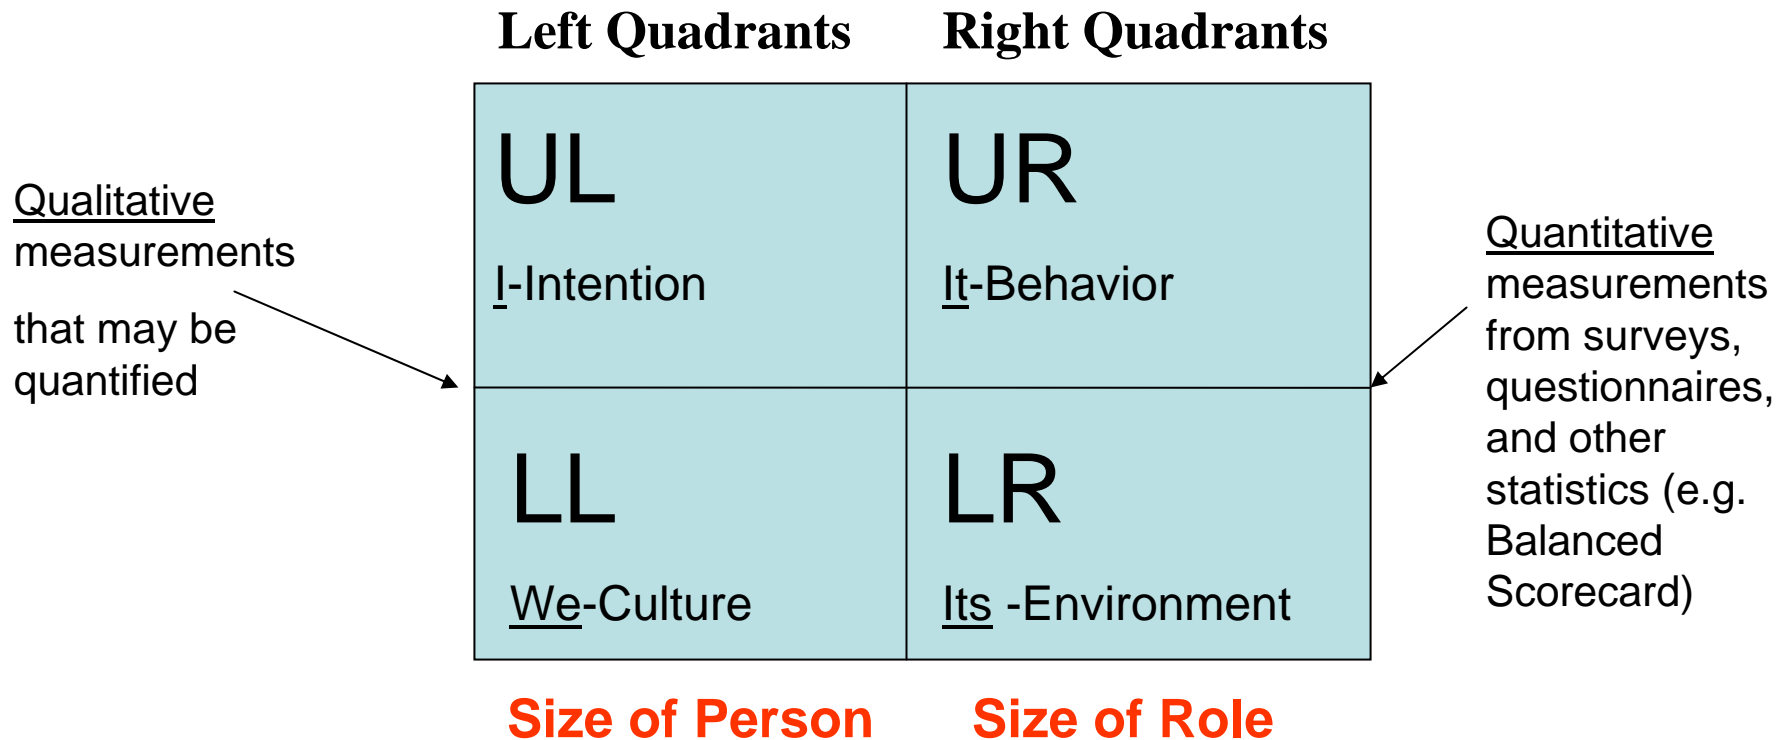 Left Quadrants
Right Quadrants
Qualitative
measurements
that may be
quantified
UL
I-Intention
UR
It-Behavior
LL
We-Culture
LR
Its -Environment
Quantitative
measurements
from surveys,
questionnaires,
and other
statistics (e.g.
Balanced
Scorecard)
Size of Person
Size of Role